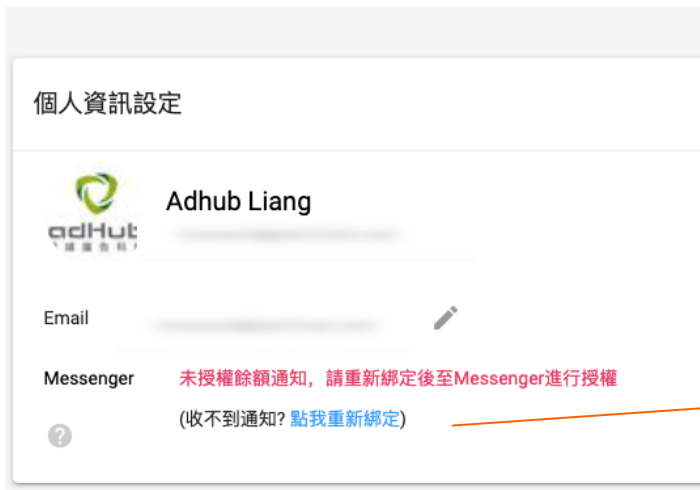 個人資訊設定
adHub
Adhub Liang
Email
Messenger
未授權餘額通知，請重新綁定後至Messenger進行授權
(收不到通知? 點我重新綁定)
?